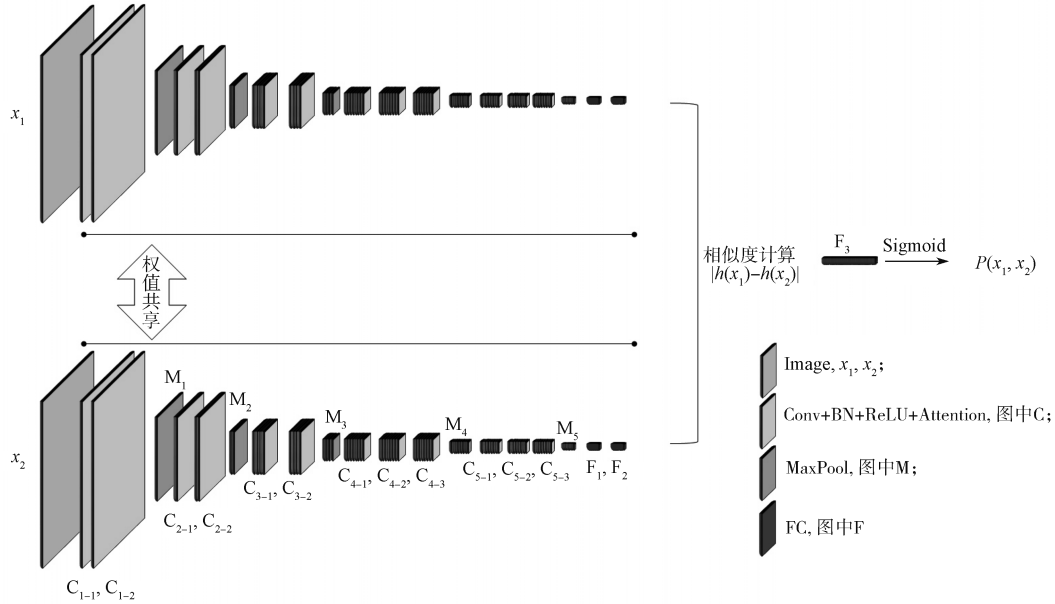 x₁
权值共享
x₂
M₁
M₂
M₃
M₄
M₅
C₁₋₁, C₁₋₂
C₂₋₁, C₂₋₂
C₃₋₁, C₃₋₂
C₄₋₁, C₄₋₂, C₄₋₃
C₅₋₁, C₅₋₂, C₅₋₃
F₁, F₂
相似度计算
|h(x₁)−h(x₂)|
F₃
Sigmoid
P(x₁, x₂)
Image, x₁, x₂；
Conv+BN+ReLU+Attention, 图中C；
MaxPool, 图中M；
FC, 图中F